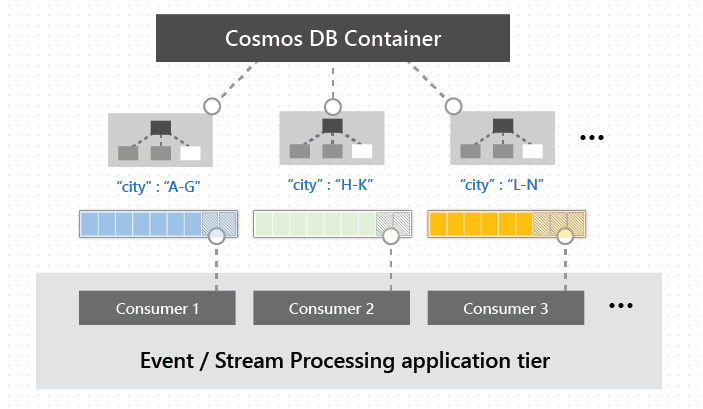 Cosmos DB Container
“city” : “A-G”
“city” : “H-K”
“city” : “L-N”
...
Consumer 1
Consumer 2
Consumer 3
...
Event / Stream Processing application tier